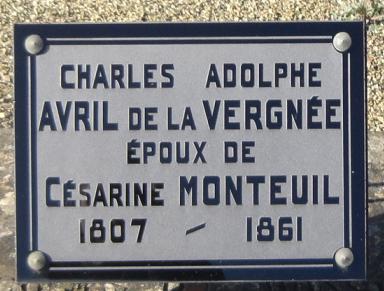 CHARLES ADOLPHE
AVRIL DE LA VERGNÉE
ÉPOUX DE
CÉSARINE MONTEUIL
1807 - 1861